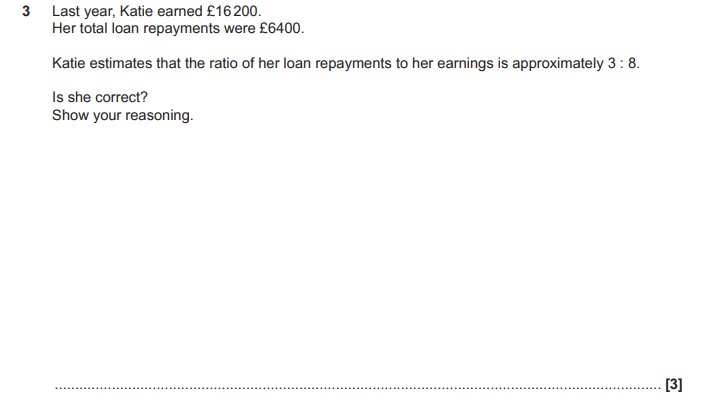 3 Last year, Katie earned £16 200.
Her total loan repayments were £6400.
Katie estimates that the ratio of her loan repayments to her earnings is approximately 3 : 8.
Is she correct?
Show your reasoning.
[3]